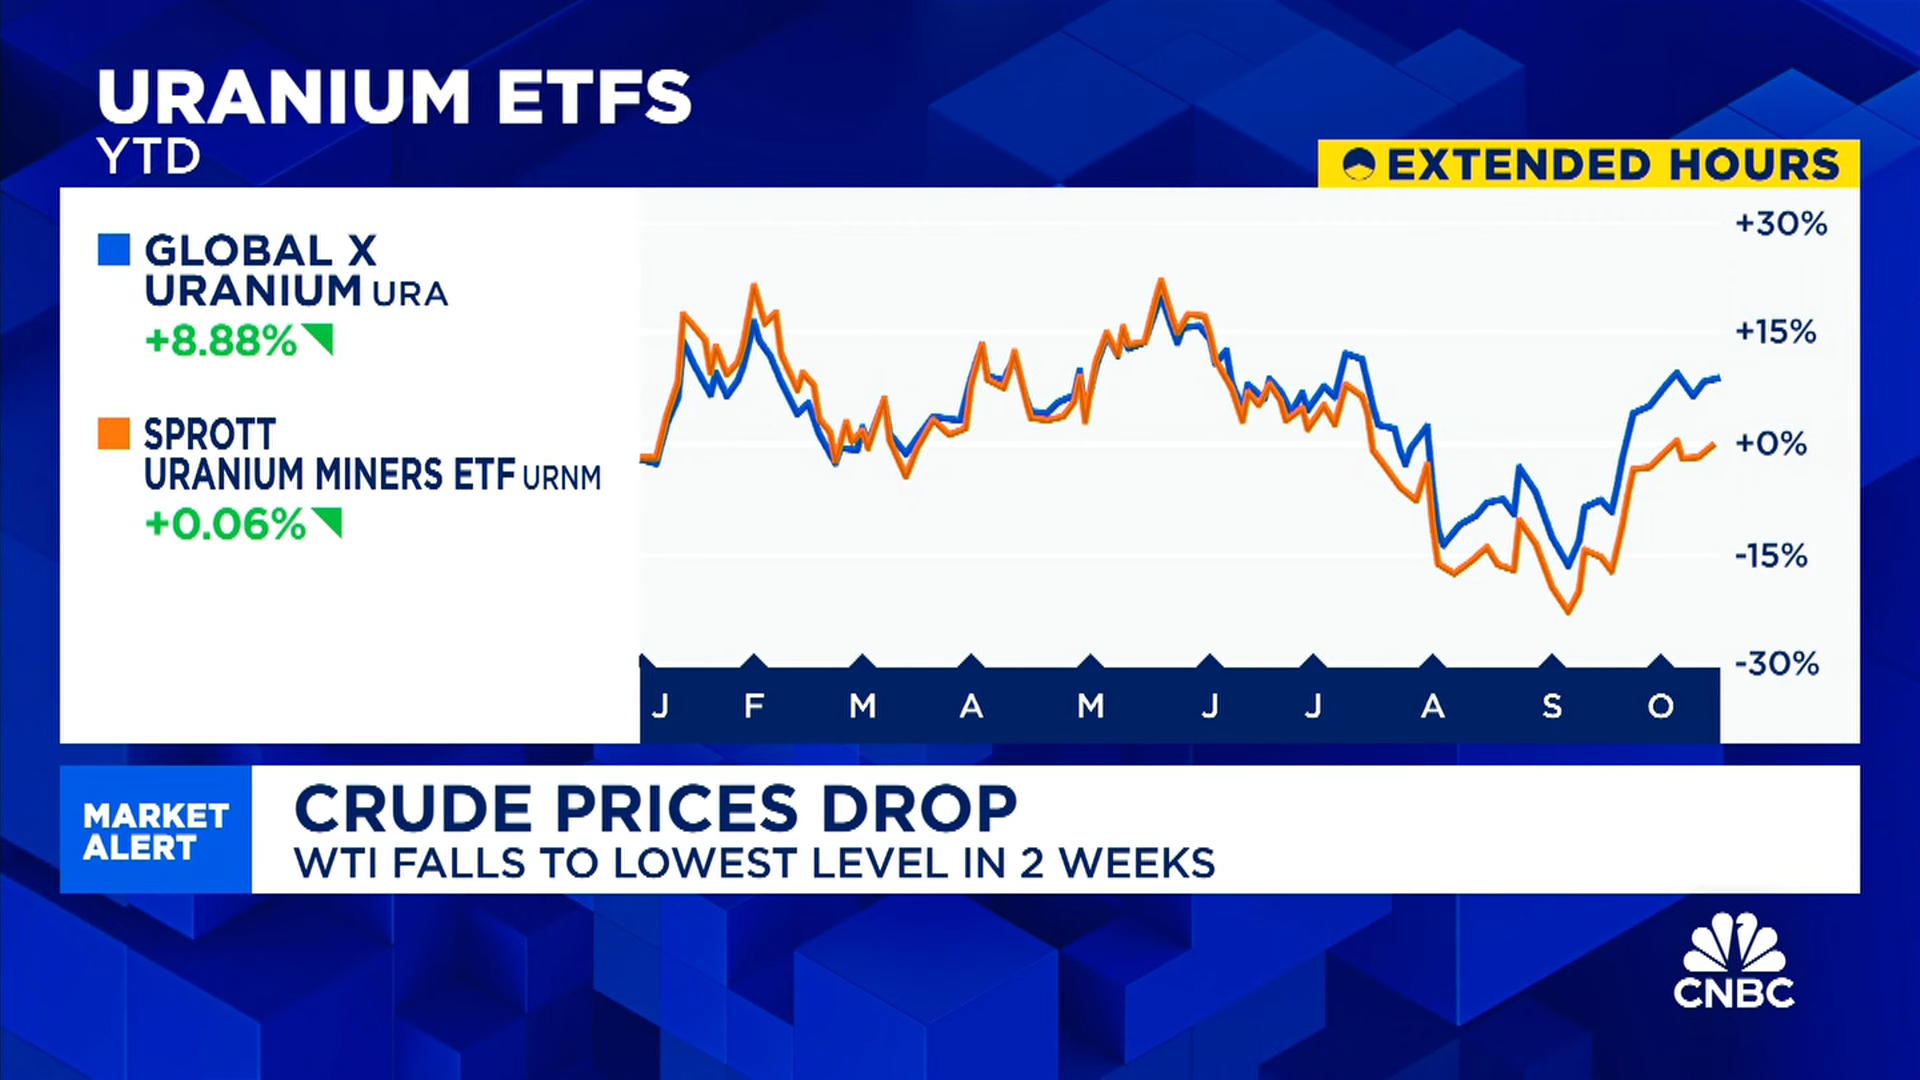 URANIUM ETFS
YTD
EXTENDED HOURS
GLOBAL X
URANIUM URA
+8.88%
SPROTT
URANIUM MINERS ETF URNM
+0.06%
+30%
+15%
+0%
-15%
-30%
J F M A M J J A S O
MARKET
ALERT
CRUDE PRICES DROP
WTI FALLS TO LOWEST LEVEL IN 2 WEEKS
CNBC